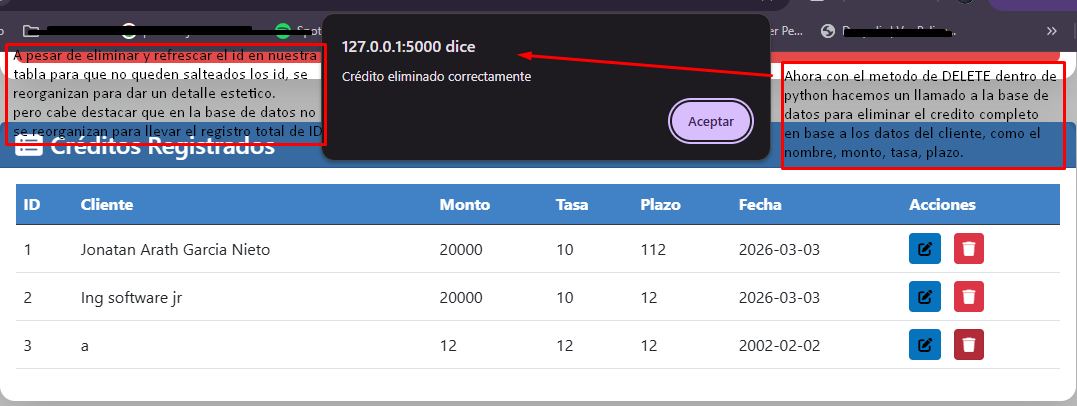 Spot
er Pe...
A pesar de eliminar y refrescar el id en nuestra
tabla para que no queden salteados los id, se
reorganizan para dar un detalle estetico.
pero cabe destacar que en la base de datos no
se reorganizan para llevar el registro total de ID
127.0.0.1:5000 dice
Crédito eliminado correctamente
Aceptar
Ahora con el metodo de DELETE dentro de
python hacemos un llamado a la base de
datos para eliminar el credito completo
en base a los datos del cliente, como el
nombre, monto, tasa, plazo.
Créditos Registrados
ID Cliente Monto Tasa Plazo Fecha Acciones
1 Jonatan Arath Garcia Nieto 20000 10 112 2026-03-03
2 Ing software jr 20000 10 12 2026-03-03
3 a 12 12 12 2002-02-02